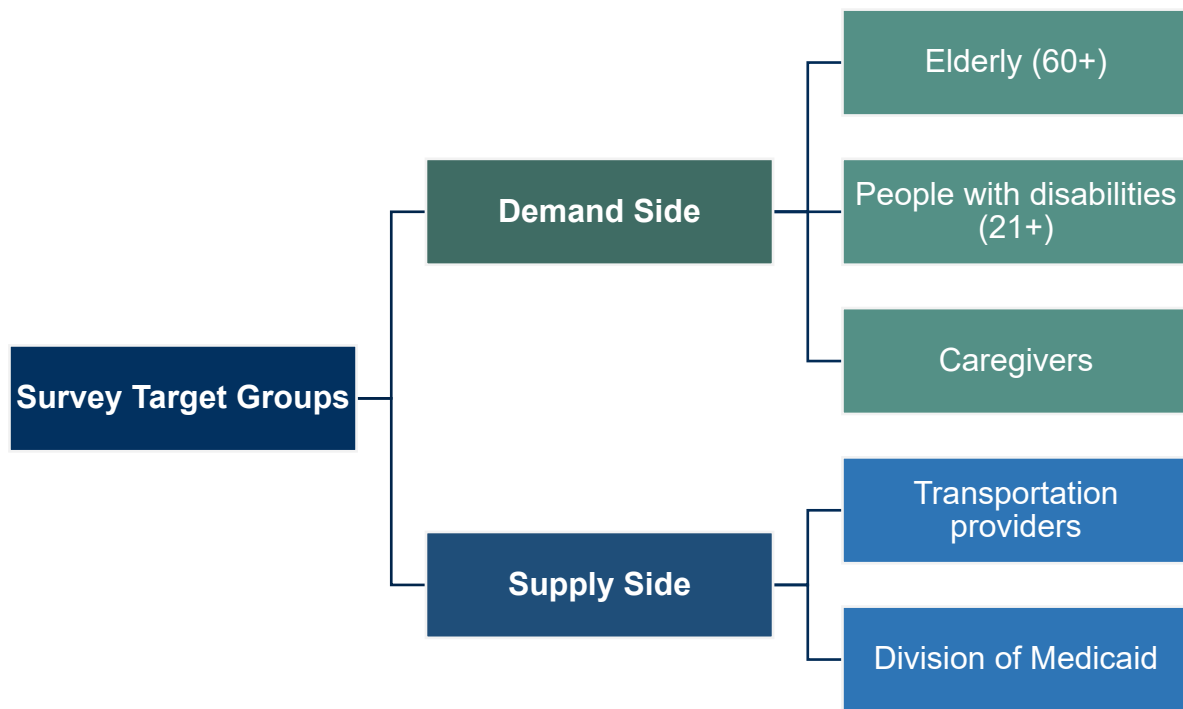 Survey Target Groups
Demand Side
Elderly (60+)
People with disabilities
(21+)
Caregivers
Supply Side
Transportation
providers
Division of Medicaid